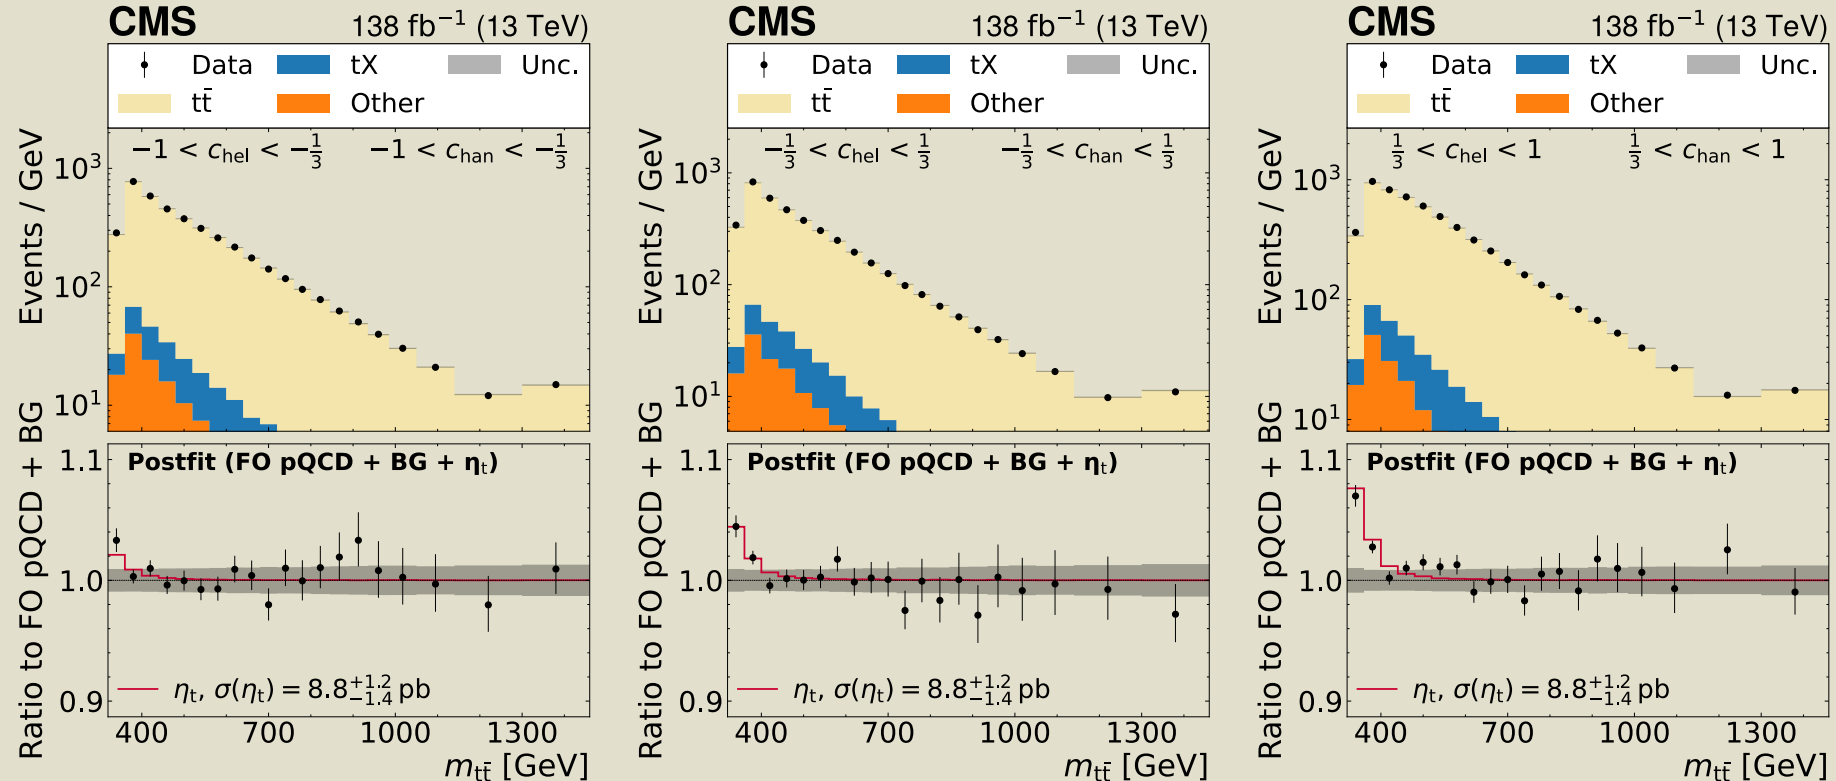 CMS 138 fb⁻¹ (13 TeV)
Data tX Unc.
tt̄ Other
−1 < c_hel < −1/3 −1 < c_han < −1/3
Events / GeV
10³
10²
10¹
Ratio to FO pQCD + BG
Postfit (FO pQCD + BG + η_t)
1.1
1.0
0.9
η_t, σ(η_t) = 8.8 +1.2 −1.4 pb
400 700 1000 1300
m_tt̄ [GeV]
CMS 138 fb⁻¹ (13 TeV)
Data tX Unc.
tt̄ Other
−1/3 < c_hel < 1/3 −1/3 < c_han < 1/3
Events / GeV
10³
10²
10¹
Ratio to FO pQCD + BG
Postfit (FO pQCD + BG + η_t)
1.1
1.0
0.9
η_t, σ(η_t) = 8.8 +1.2 −1.4 pb
400 700 1000 1300
m_tt̄ [GeV]
CMS 138 fb⁻¹ (13 TeV)
Data tX Unc.
tt̄ Other
1/3 < c_hel < 1 1/3 < c_han < 1
Events / GeV
10³
10²
10¹
Ratio to FO pQCD + BG
Postfit (FO pQCD + BG + η_t)
1.1
1.0
0.9
η_t, σ(η_t) = 8.8 +1.2 −1.4 pb
400 700 1000 1300
m_tt̄ [GeV]